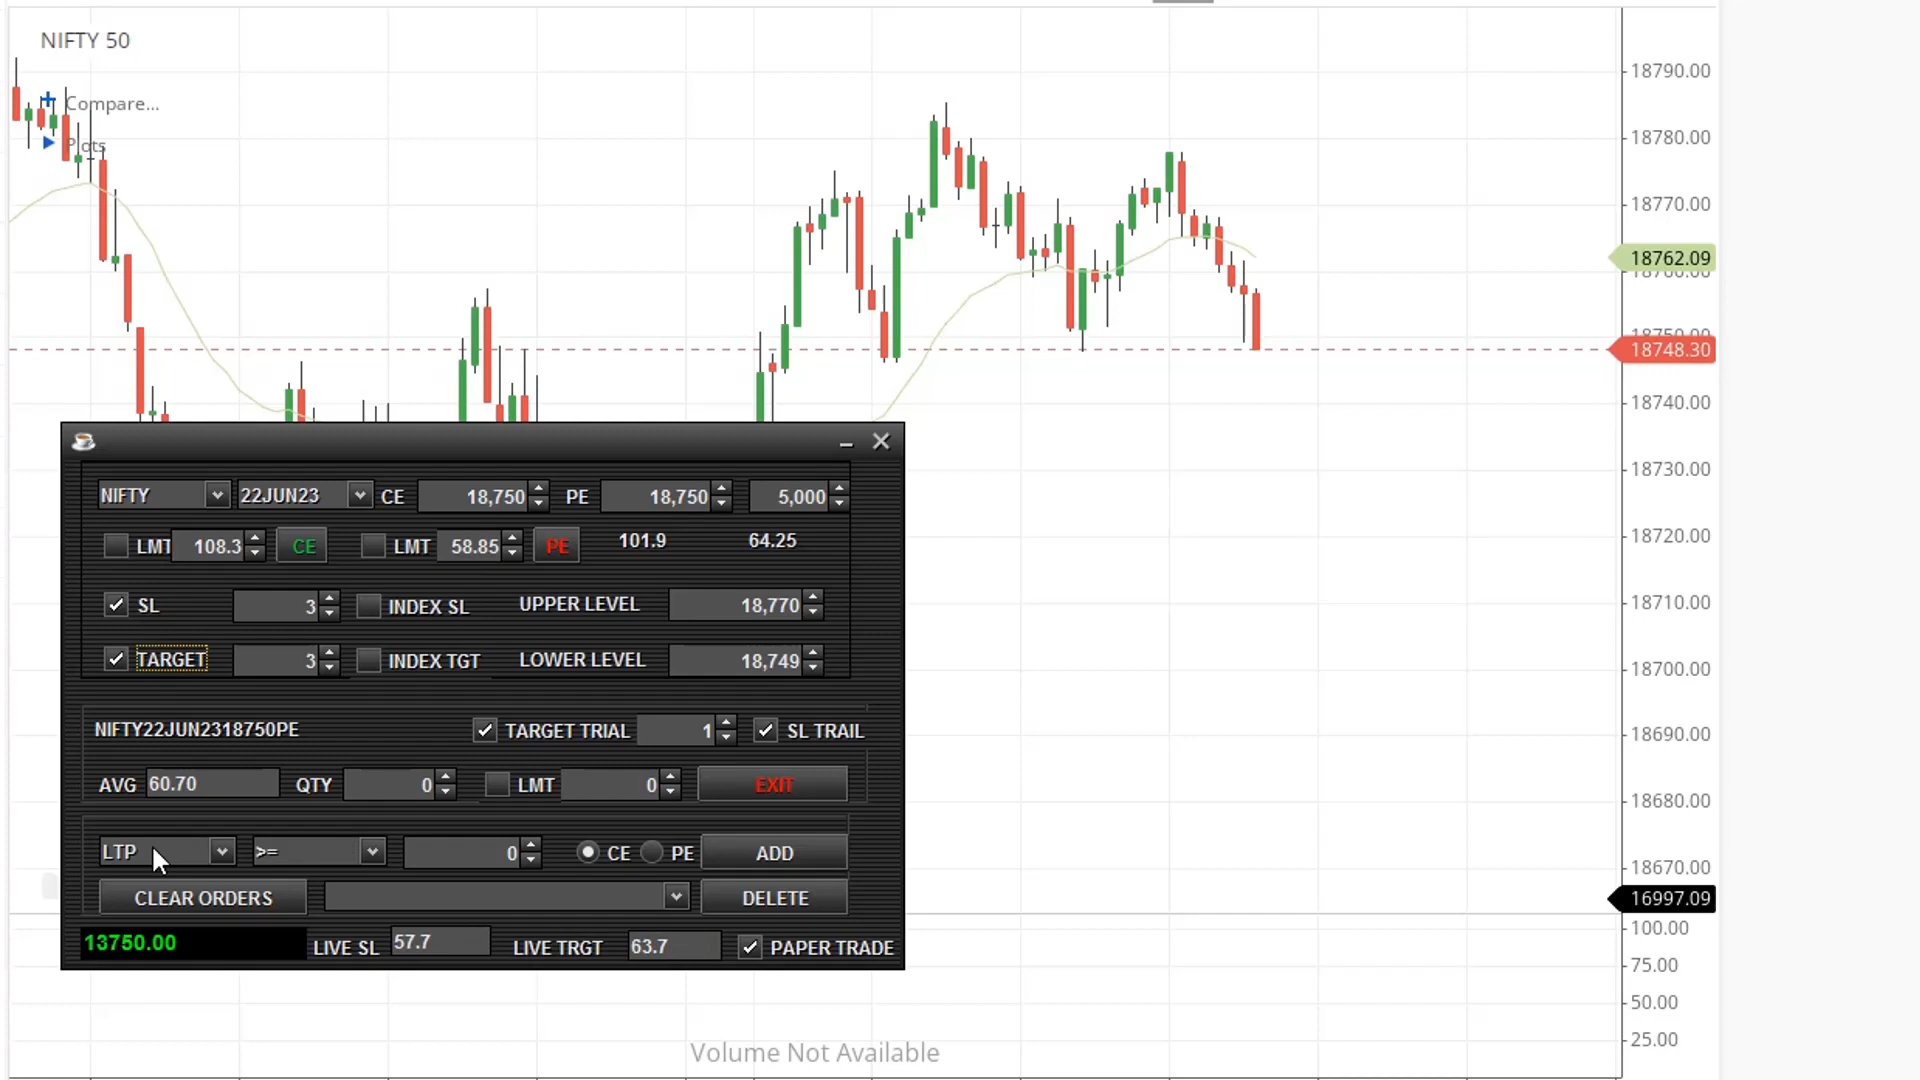 NIFTY 50
Compare...
Plots
18790.00
18780.00
18770.00
18762.09
18760.00
18750.00
18748.30
18740.00
18730.00
18720.00
18710.00
18700.00
18690.00
18680.00
18670.00
16997.09
100.00
75.00
50.00
25.00
NIFTY 22JUN23 CE 18,750 PE 18,750 5,000
LMT 108.3 CE LMT 58.85 PE 101.9 64.25
SL 3 INDEX SL UPPER LEVEL 18,770
TARGET 3 INDEX TGT LOWER LEVEL 18,749
NIFTY22JUN2318750PE TARGET TRIAL 1 SL TRAIL
AVG 60.70 QTY 0 LMT 0 EXIT
LTP >= 0 CE PE ADD
CLEAR ORDERS DELETE
13750.00 LIVE SL 57.7 LIVE TRGT 63.7 PAPER TRADE
Volume Not Available